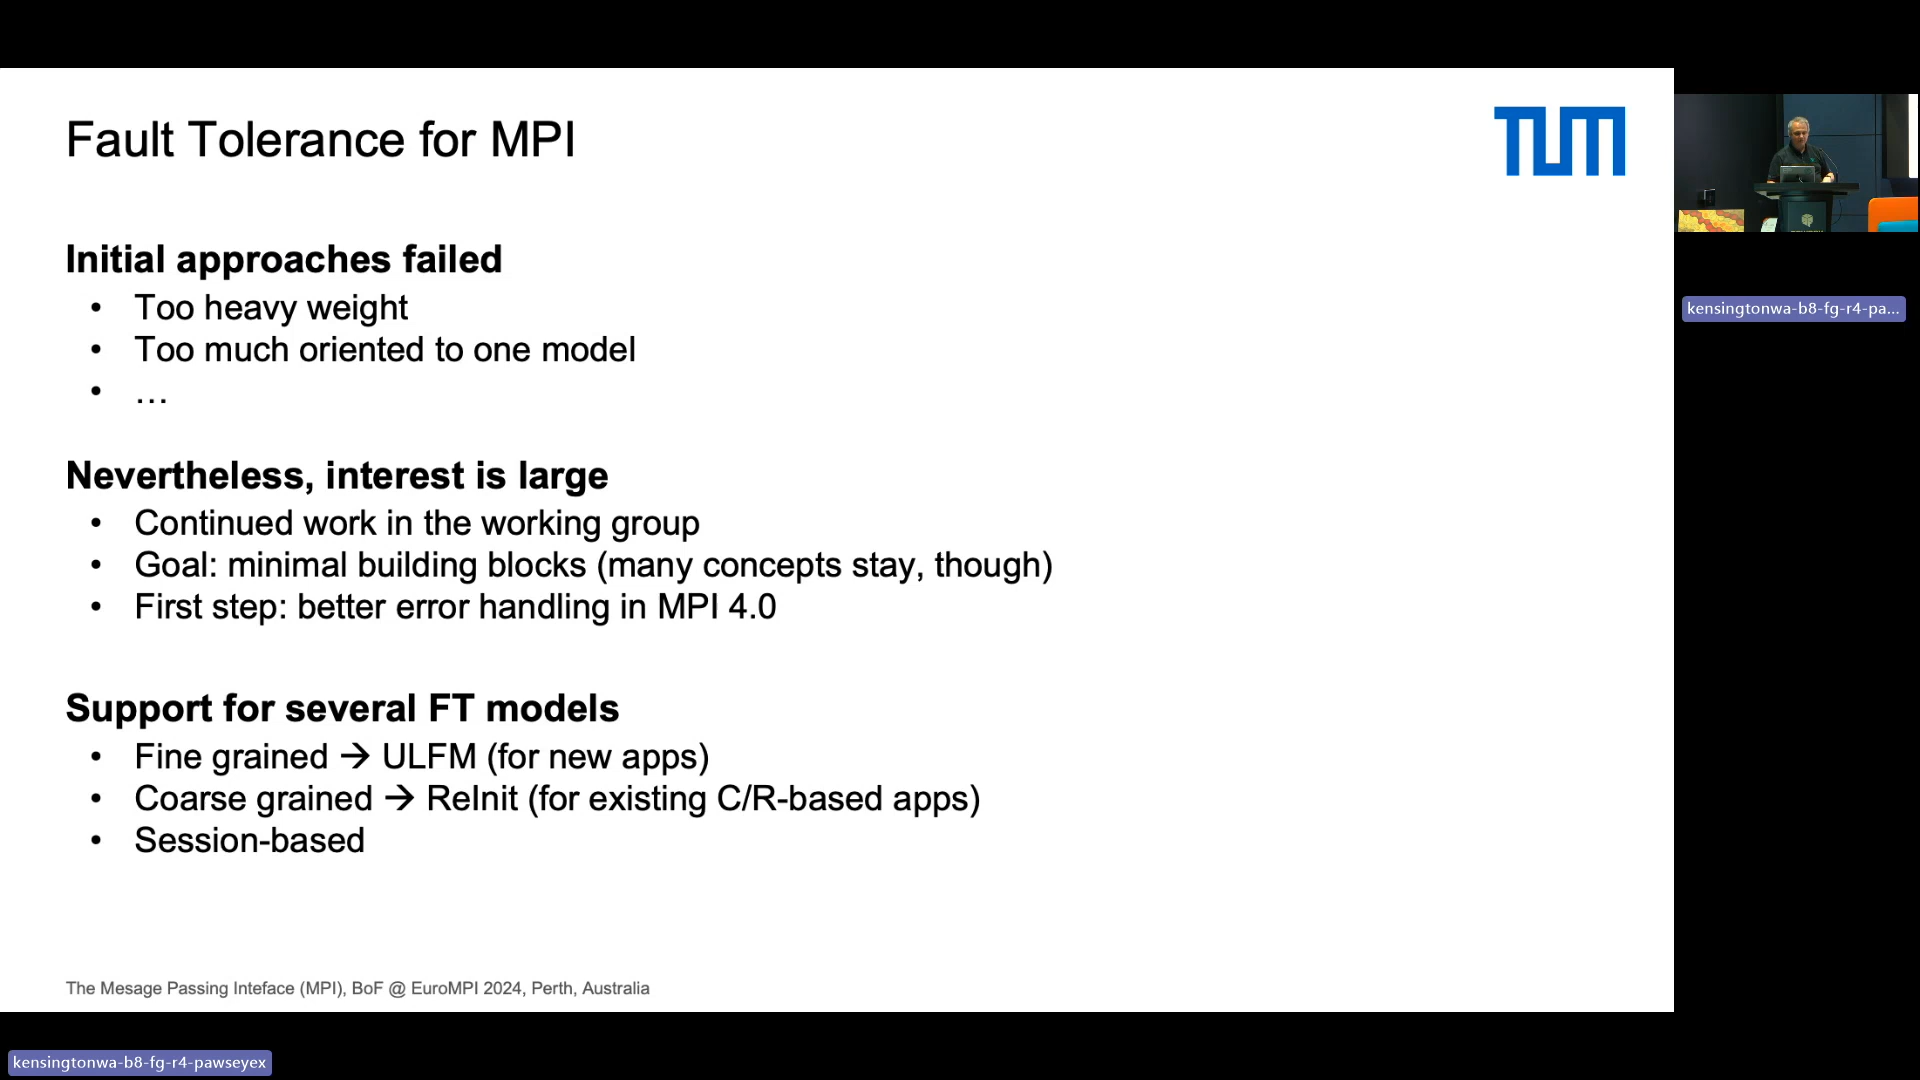 Fault Tolerance for MPI
TUM
Initial approaches failed
• Too heavy weight
• Too much oriented to one model
• …
Nevertheless, interest is large
• Continued work in the working group
• Goal: minimal building blocks (many concepts stay, though)
• First step: better error handling in MPI 4.0
Support for several FT models
• Fine grained → ULFM (for new apps)
• Coarse grained → ReInit (for existing C/R-based apps)
• Session-based
The Mesage Passing Inteface (MPI), BoF @ EuroMPI 2024, Perth, Australia
kensingtonwa-b8-fg-r4-pa...
kensingtonwa-b8-fg-r4-pawseyex